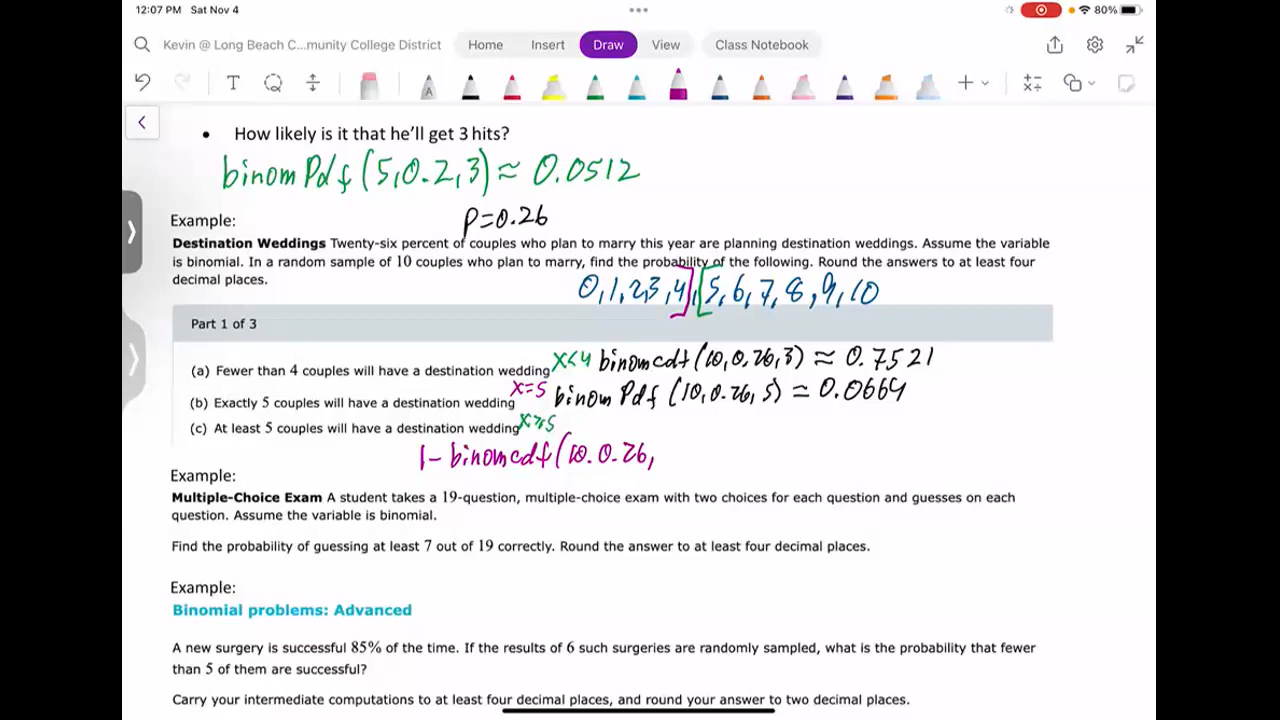 12:07 PM Sat Nov 4
80%
Kevin @ Long Beach C...munity College District
Home Insert Draw View Class Notebook
• How likely is it that he'll get 3 hits?
binomPdf(5,0.2,3)≈0.0512
Example:
P=0.26
Destination Weddings Twenty-six percent of couples who plan to marry this year are planning destination weddings. Assume the variable
is binomial. In a random sample of 10 couples who plan to marry, find the probability of the following. Round the answers to at least four
decimal places.
0,1,2,3,4],[5,6,7,8,9,10
Part 1 of 3
(a) Fewer than 4 couples will have a destination wedding X<4 binomcdf(10,0.26,3)≈0.7521
(b) Exactly 5 couples will have a destination wedding X=5 binomPdf(10,0.26,5)≈0.0664
(c) At least 5 couples will have a destination wedding X≥5
1-binomcdf(10.0.26,
Example:
Multiple-Choice Exam A student takes a 19-question, multiple-choice exam with two choices for each question and guesses on each
question. Assume the variable is binomial.
Find the probability of guessing at least 7 out of 19 correctly. Round the answer to at least four decimal places.
Example:
Binomial problems: Advanced
A new surgery is successful 85% of the time. If the results of 6 such surgeries are randomly sampled, what is the probability that fewer
than 5 of them are successful?
Carry your intermediate computations to at least four decimal places, and round your answer to two decimal places.